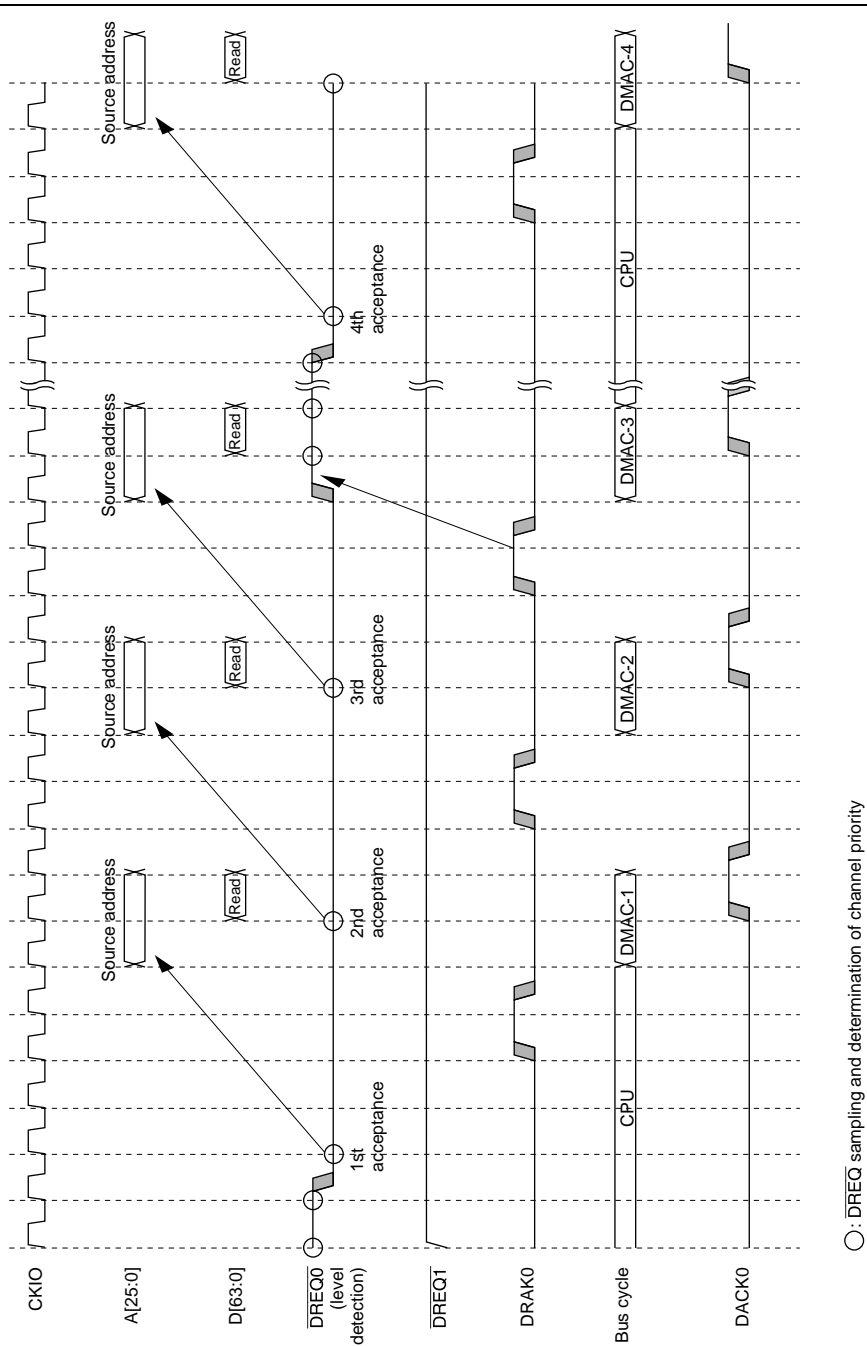 CKIO
A[25:0]
Source address
Source address
Source address
Source address
D[63:0]
Read
Read
Read
Read
DREQ0
(level
detection)
1st
acceptance
2nd
acceptance
3rd
acceptance
4th
acceptance
DREQ1
DRAK0
Bus cycle
CPU
DMAC-1
DMAC-2
DMAC-3
CPU
DMAC-4
DACK0
: DREQ sampling and determination of channel priority